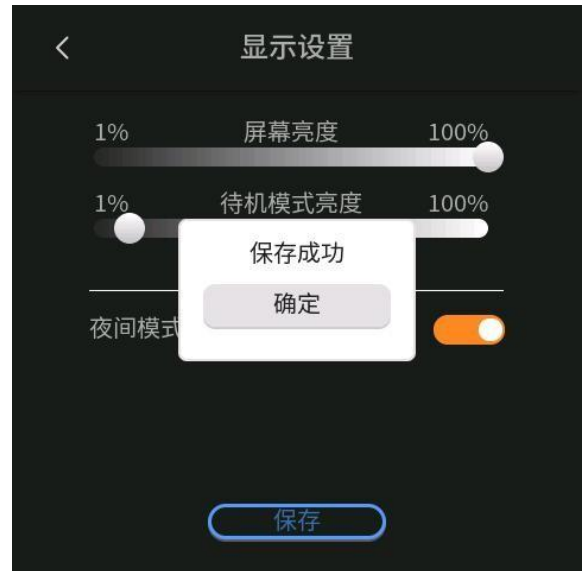 显示设置
1% 屏幕亮度 100%
1% 待机模式亮度 100%
保存成功
确定
夜间模式
保存